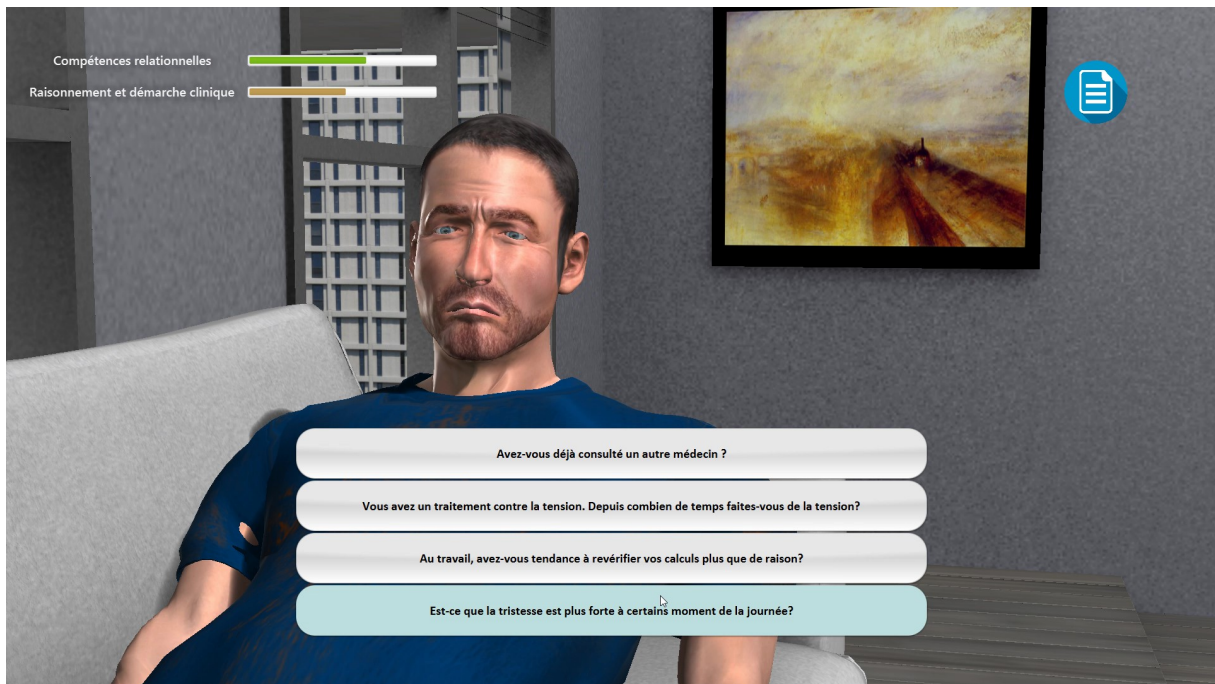 Compétences relationnelles
Raisonnement et démarche clinique
Avez-vous déjà consulté un autre médecin ?
Vous avez un traitement contre la tension. Depuis combien de temps faites-vous de la tension?
Au travail, avez-vous tendance à revérifier vos calculs plus que de raison?
Est-ce que la tristesse est plus forte à certains moment de la journée?